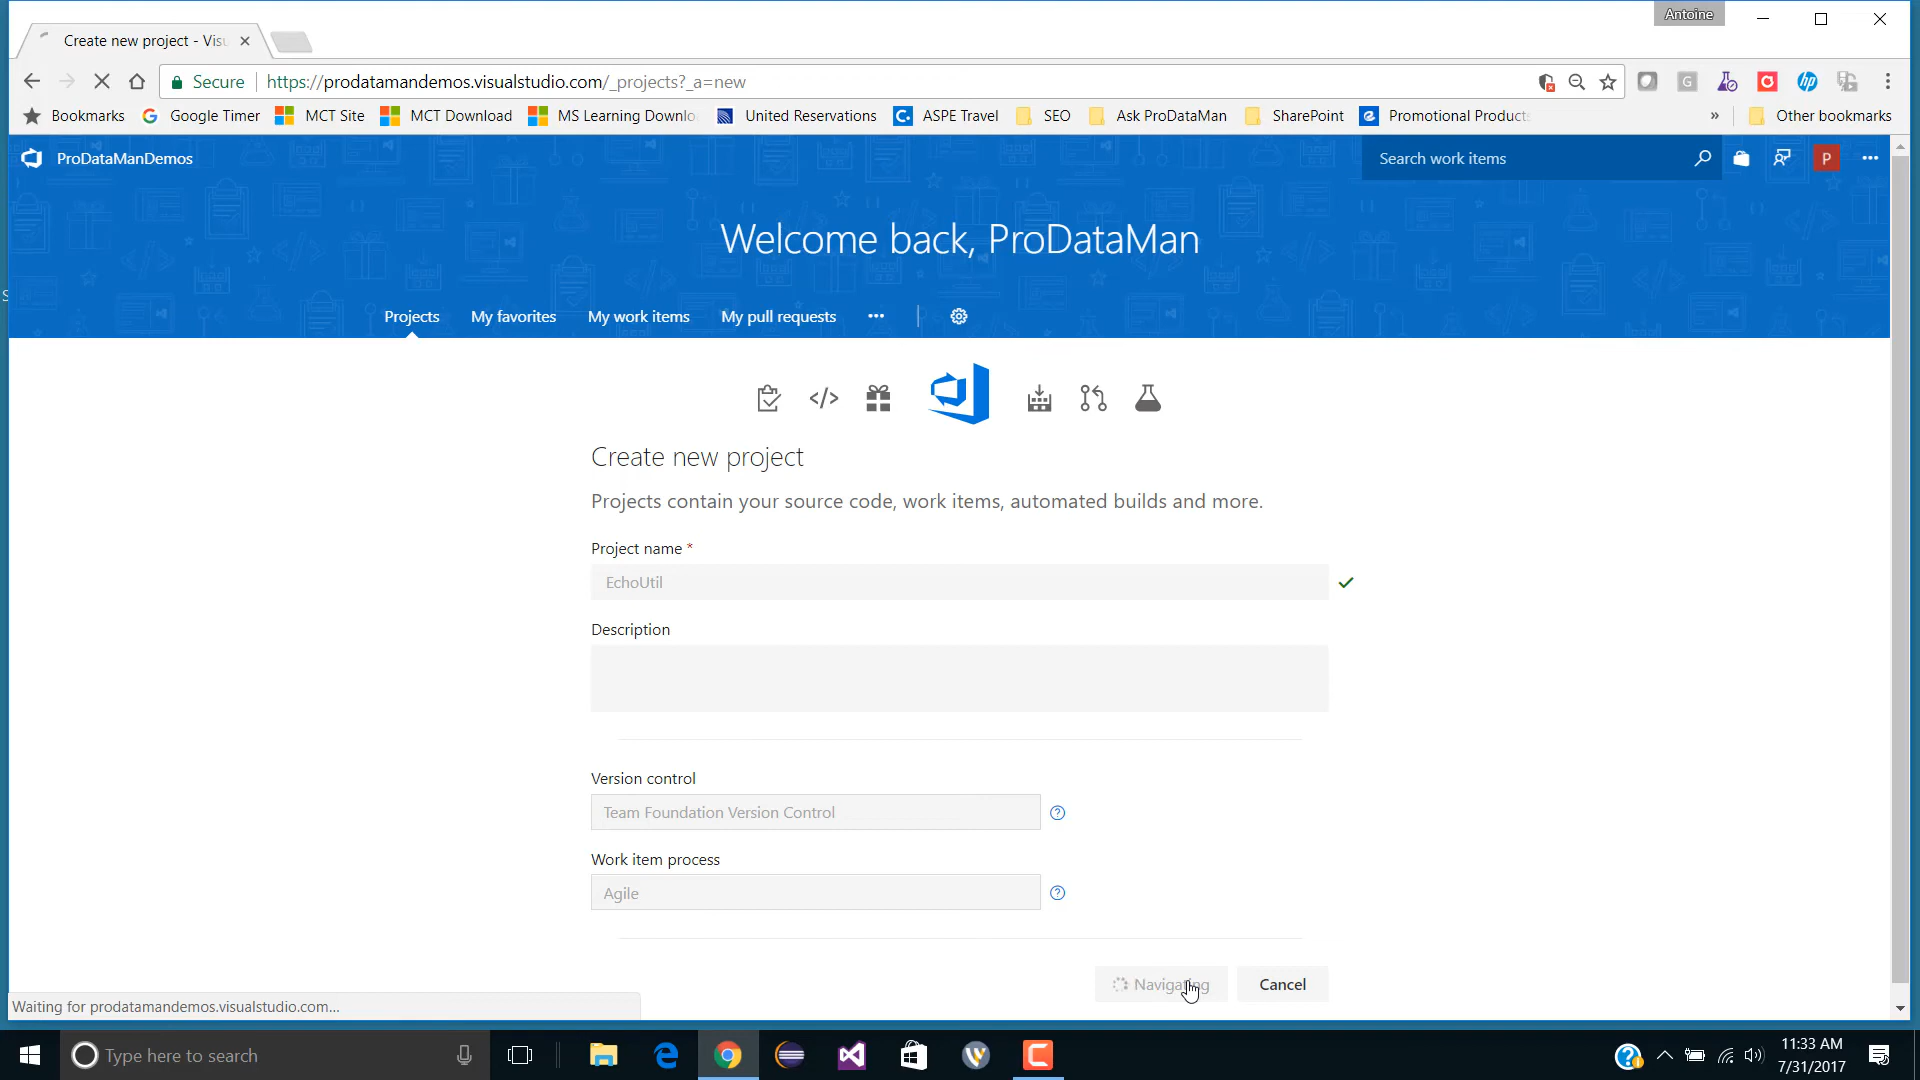 Antoine
Create new project - Visu
Secure https://prodatamandemos.visualstudio.com/_projects?_a=new
Bookmarks Google Timer MCT Site MCT Download MS Learning Downlo United Reservations ASPE Travel SEO Ask ProDataMan SharePoint Promotional Products » Other bookmarks
ProDataManDemos Search work items P
Welcome back, ProDataMan
Projects My favorites My work items My pull requests
Create new project
Projects contain your source code, work items, automated builds and more.
Project name *
EchoUtil
Description
Version control
Team Foundation Version Control
Work item process
Agile
Navigating Cancel
Waiting for prodatamandemos.visualstudio.com...
Type here to search
11:33 AM
7/31/2017